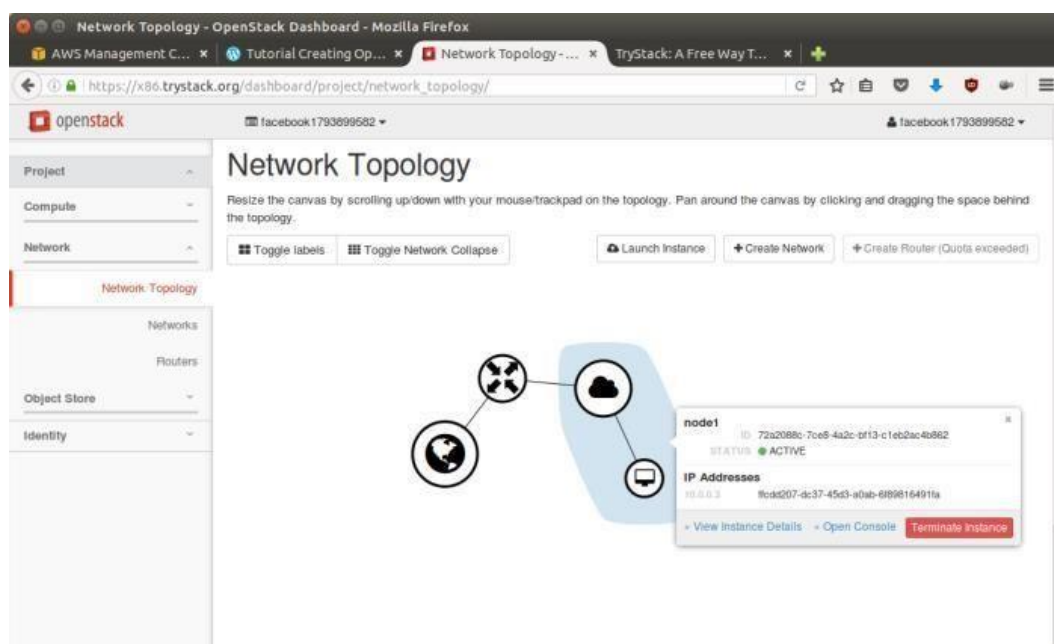 Network Topology - OpenStack Dashboard - Mozilla Firefox
AWS Management C... × Tutorial Creating Op... × Network Topology - ... × TryStack: A Free Way T... ×
https://x86.trystack.org/dashboard/project/network_topology/
openstack facebook1793899582 facebook1793899582
Project
Compute
Network
Network Topology
Networks
Routers
Object Store
Identity
Network Topology
Resize the canvas by scrolling up/down with your mouse/trackpad on the topology. Pan around the canvas by clicking and dragging the space behind
the topology.
Toggle labels Toggle Network Collapse Launch Instance +Create Network +Create Router (Quota exceeded)
node1 ×
ID 72a2088c-7ce8-4a2c-bf13-c1eb2ac4b862
STATUS ACTIVE
IP Addresses
10.0.0.3 ffcdd207-dc37-45d3-a0ab-6f89816491fa
» View Instance Details » Open Console Terminate Instance